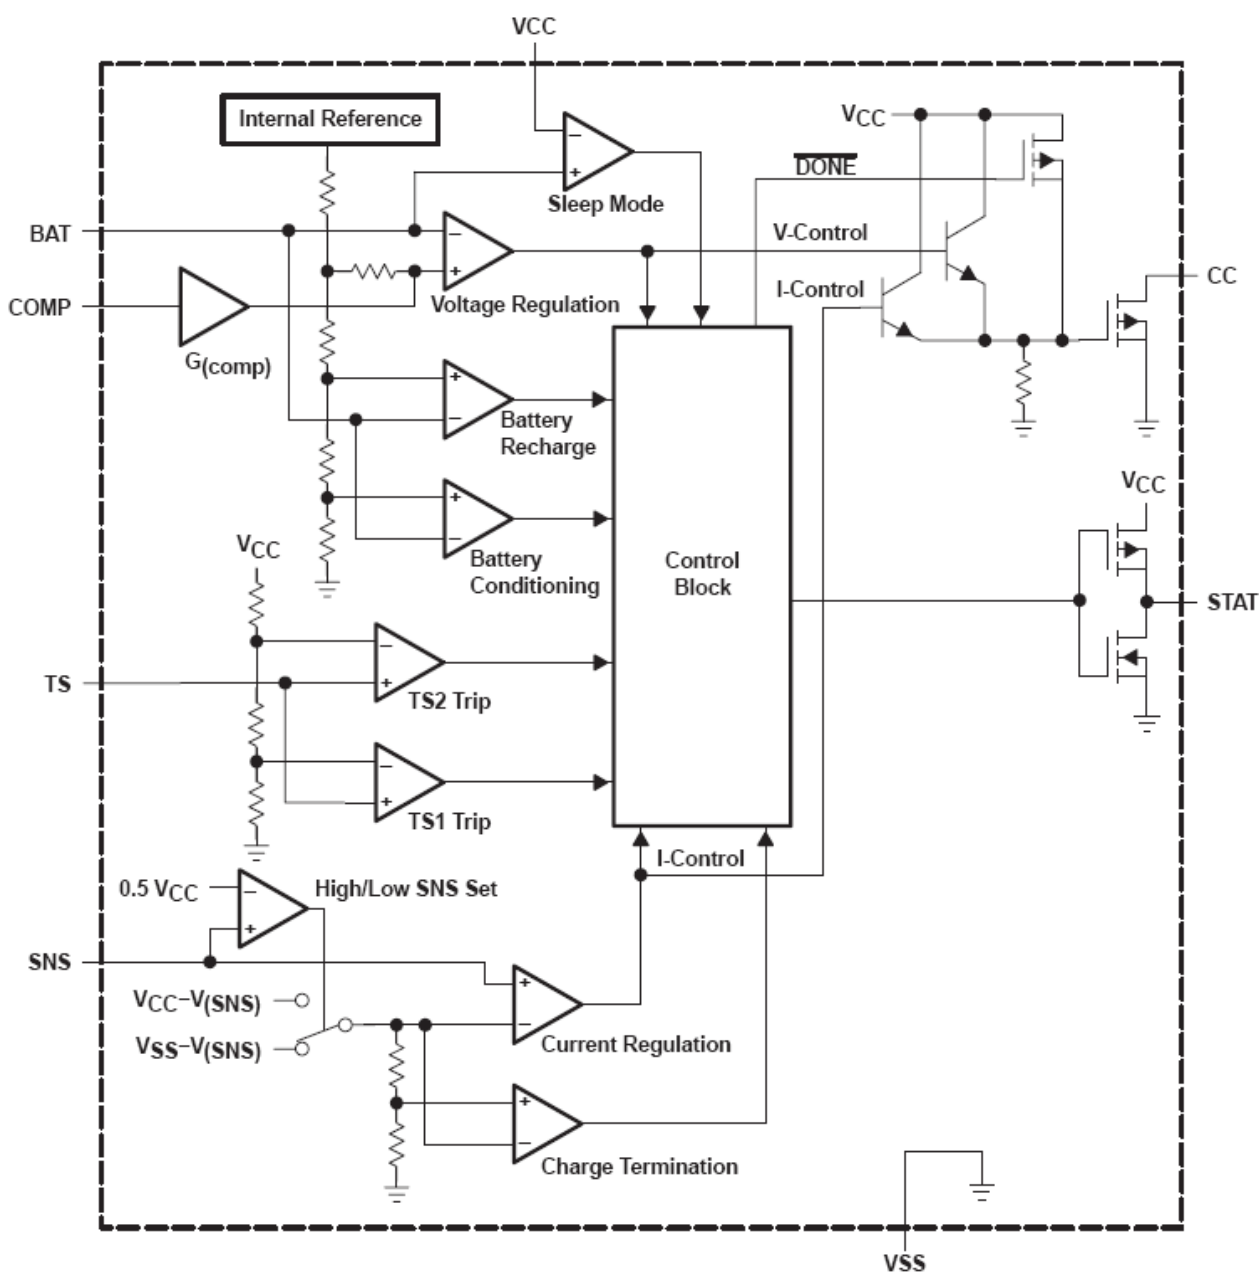 VCC
Internal Reference
VCC
−
+
Sleep Mode
DONE
BAT
−
+
V-Control
COMP
Voltage Regulation
I-Control
CC
G(comp)
+
−
Battery
Recharge
VCC
+
−
Battery
Conditioning
Control
Block
VCC
STAT
−
+
TS
TS2 Trip
−
+
TS1 Trip
I-Control
0.5 VCC
−
+
High/Low SNS Set
SNS
+
−
VCC−V(SNS)
VSS−V(SNS)
Current Regulation
+
−
Charge Termination
VSS